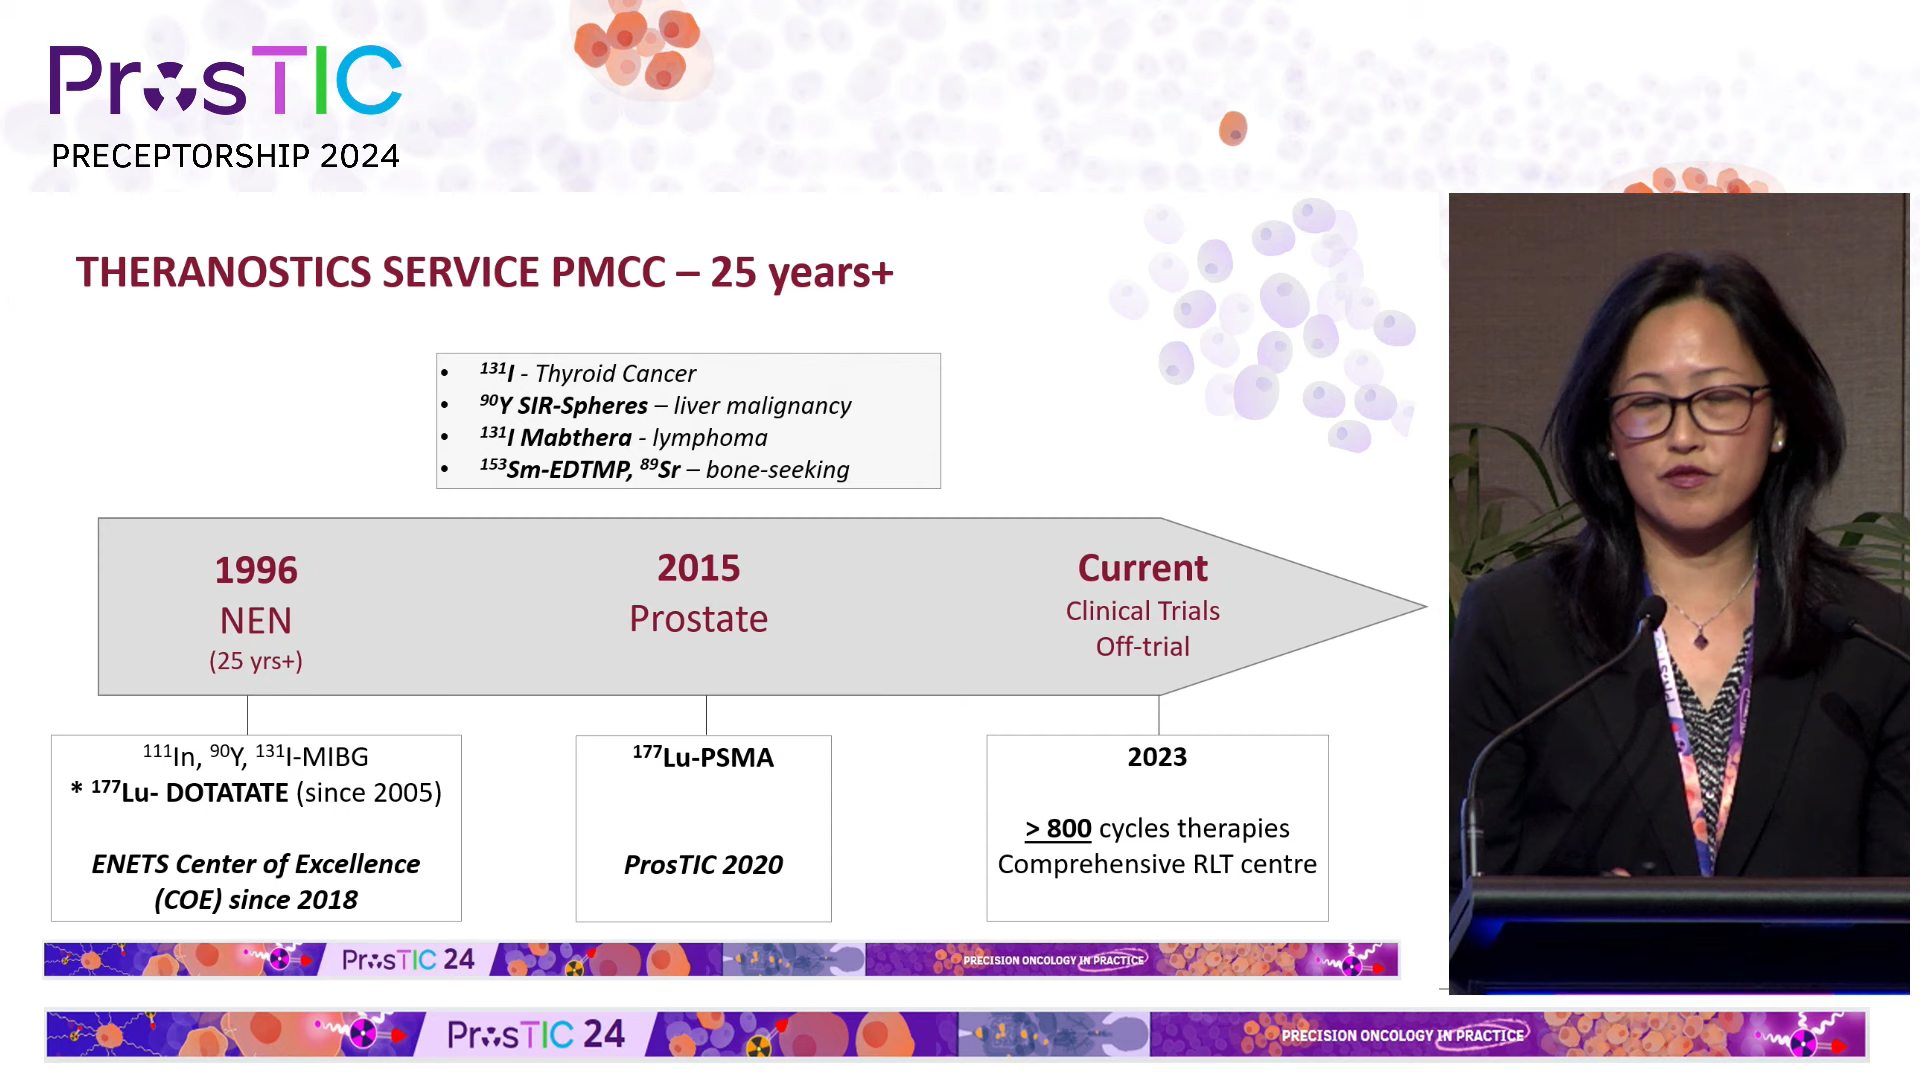 ProsTIC
PRECEPTORSHIP 2024
THERANOSTICS SERVICE PMCC – 25 years+
• ¹³¹I - Thyroid Cancer
• ⁹⁰Y SIR-Spheres – liver malignancy
• ¹³¹I Mabthera - lymphoma
• ¹⁵³Sm-EDTMP, ⁸⁹Sr – bone-seeking
1996
NEN
(25 yrs+)
2015
Prostate
Current
Clinical Trials
Off-trial
¹¹¹In, ⁹⁰Y, ¹³¹I-MIBG
* ¹⁷⁷Lu- DOTATATE (since 2005)
ENETS Center of Excellence
(COE) since 2018
¹⁷⁷Lu-PSMA
ProsTIC 2020
2023
> 800 cycles therapies
Comprehensive RLT centre
ProsTIC 24
PRECISION ONCOLOGY IN PRACTICE
ProsTIC 24
PRECISION ONCOLOGY IN PRACTICE